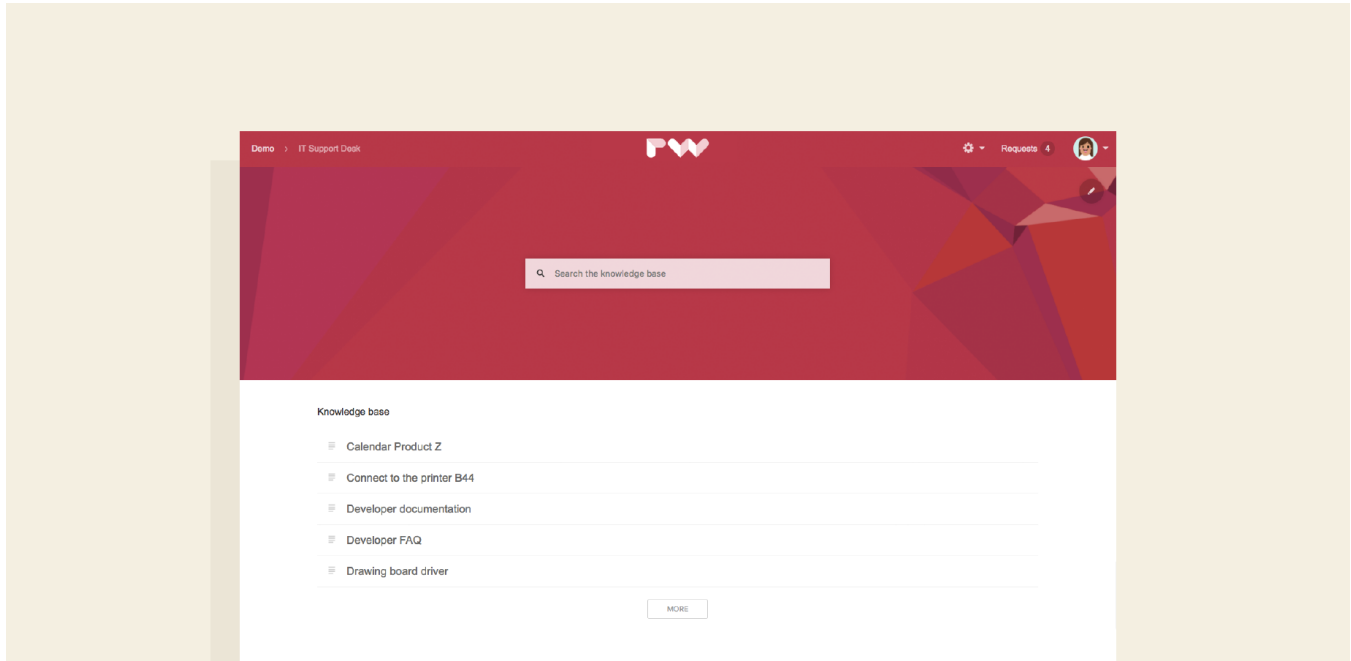 Demo > IT Support Desk
rw
Requests 4
Search the knowledge base
Knowledge base
Calendar Product Z
Connect to the printer B44
Developer documentation
Developer FAQ
Drawing board driver
MORE